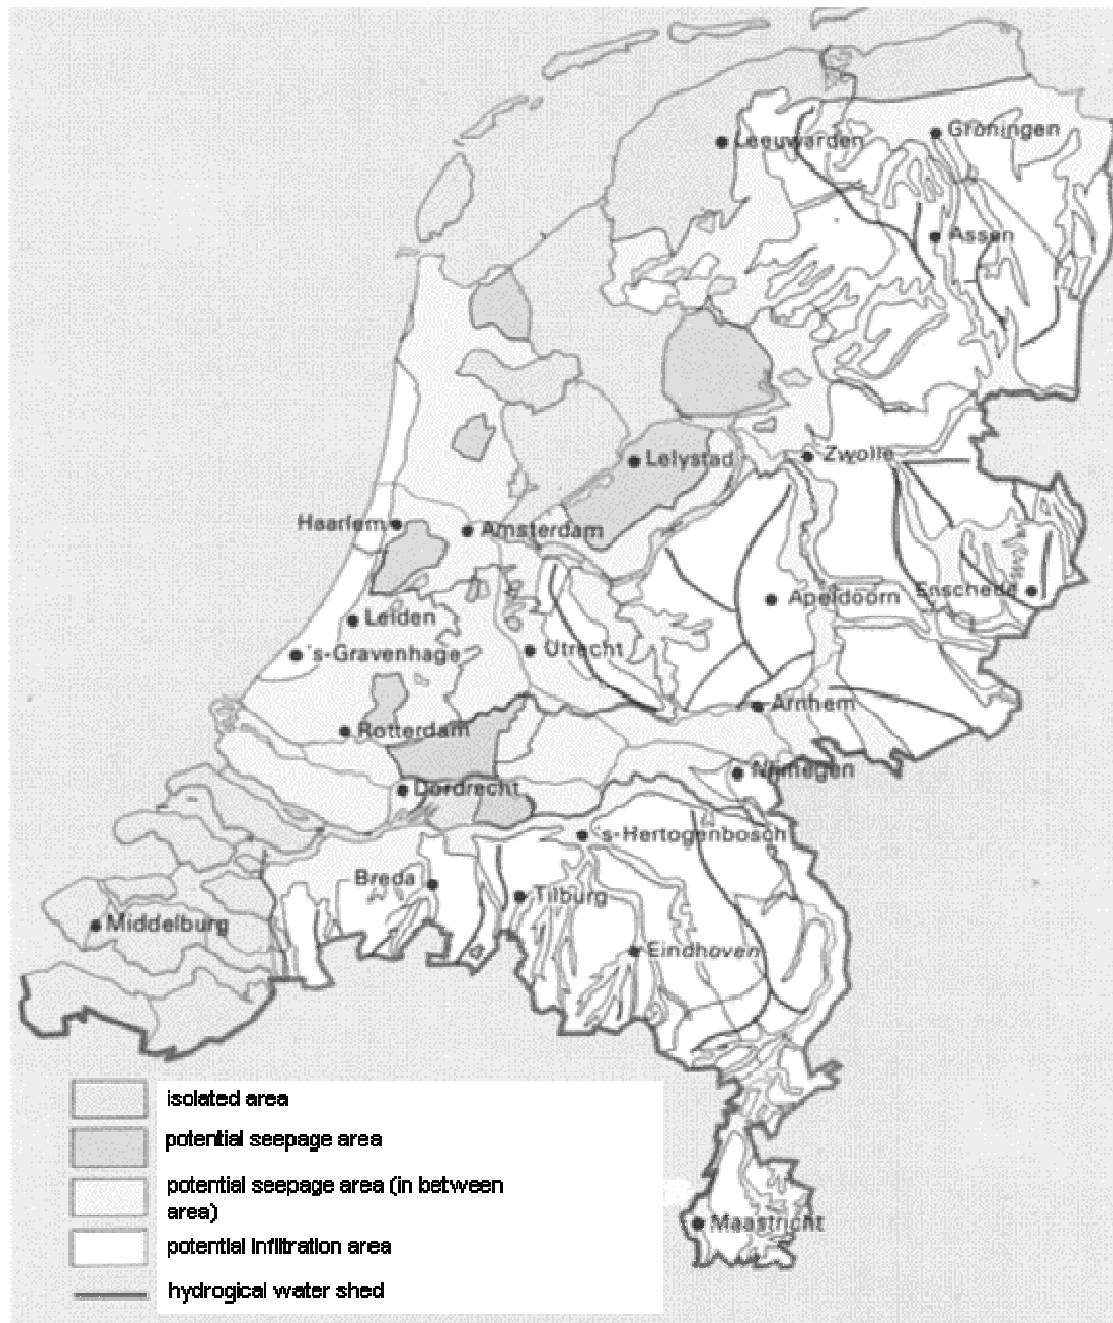 Leeuwarden
Groningen
Assen
Lelystad
Zwolle
Haarlem
Amsterdam
Apeldoorn
Enschede
Leiden
's-Gravenhage
Utrecht
Arnhem
Rotterdam
Nijmegen
Dordrecht
's-Hertogenbosch
Breda
Tilburg
Middelburg
Eindhoven
isolated area
potential seepage area
potential seepage area (in between
area)
potential infiltration area
hydrogical water shed
Maastricht